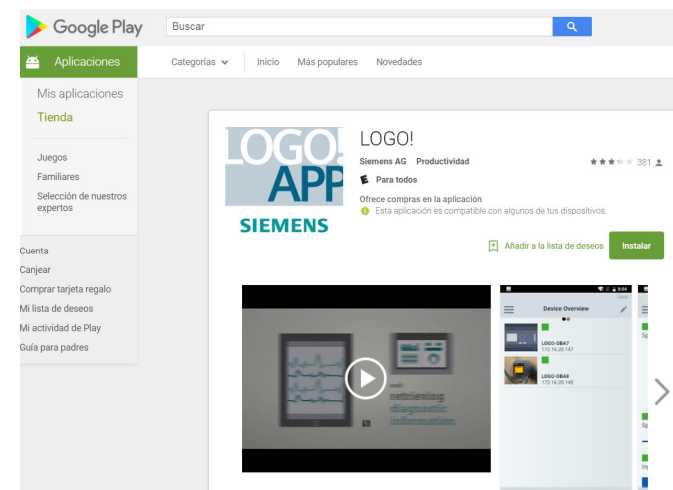 Google Play
Buscar
Aplicaciones
Categorías
Inicio
Más populares
Novedades
Mis aplicaciones
Tienda
Juegos
Familiares
Selección de nuestros
expertos
Cuenta
Canjear
Comprar tarjeta regalo
Mi lista de deseos
Mi actividad de Play
Guía para padres
LOGO!
APP
SIEMENS
LOGO!
Siemens AG Productividad
381
E Para todos
Ofrece compras en la aplicación
Esta aplicación es compatible con algunos de tus dispositivos.
Añadir a la lista de deseos
Instalar
retrieving
diagnostic
information
8:04
Device Overview
LOGO-0BA7
172.16.20.147
LOGO-0BA8
172.16.20.148